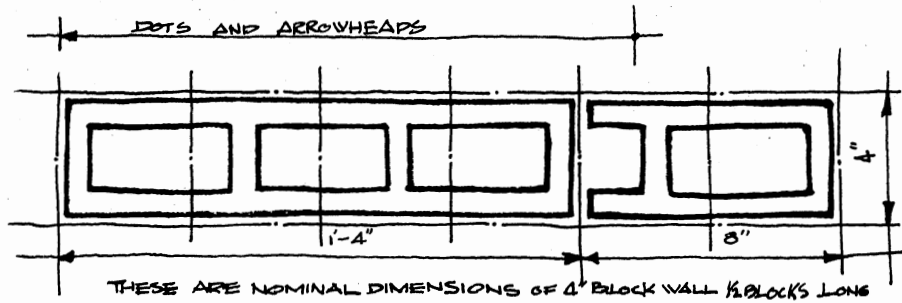 DOTS AND ARROWHEADS
4"
1'-4"
8"
THESE ARE NOMINAL DIMENSIONS OF 4" BLOCK WALL 1½ BLOCKS LONG